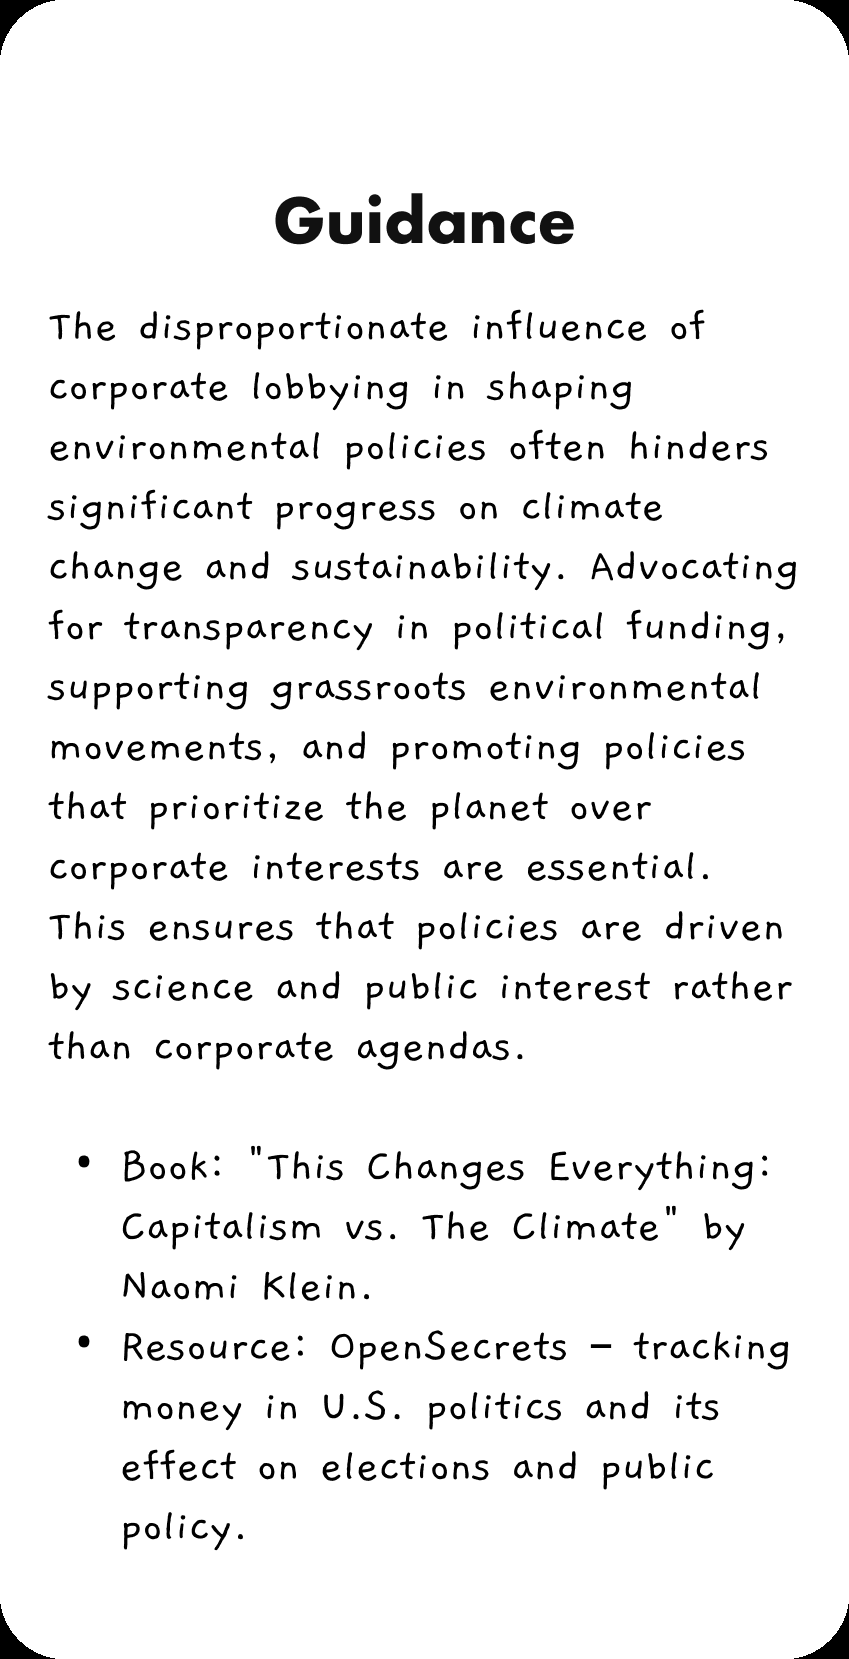 Guidance
The disproportionate influence of
corporate lobbying in shaping
environmental policies often hinders
significant progress on climate
change and sustainability. Advocating
for transparency in political funding,
supporting grassroots environmental
movements, and promoting policies
that prioritize the planet over
corporate interests are essential.
This ensures that policies are driven
by science and public interest rather
than corporate agendas.
• Book: "This Changes Everything:
Capitalism vs. The Climate" by
Naomi Klein.
• Resource: OpenSecrets – tracking
money in U.S. politics and its
effect on elections and public
policy.